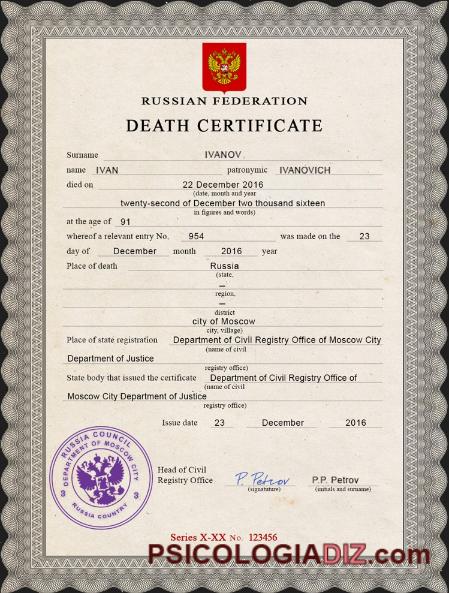 RUSSIAN FEDERATION
DEATH CERTIFICATE
Surname IVANOV
name IVAN patronymic IVANOVICH
died on 22 December 2016
(date, month and year
twenty-second of December two thousand sixteen
in figures and words)
at the age of 91
whereof a relevant entry No. 954 was made on the 23
day of December month 2016 year
Place of death Russia
(state,
–
region,
–
district
city of Moscow
city, village)
Place of state registration Department of Civil Registry Office of Moscow City
(name of civil
Department of Justice
registry office)
State body that issued the certificate Department of Civil Registry Office of
(name of civil
Moscow City Department of Justice
registry office)
Issue date 23 December 2016
RUSSIA COUNCIL
DEPARTMENT OF MOSCOW CITY
3 3
RUSSIA COUNTRY
Head of Civil
Registry Office P. Petrov P.P. Petrov
(signature) (initials and surname)
Series X-XX No. 123456
PSICOLOGIADIZ.com